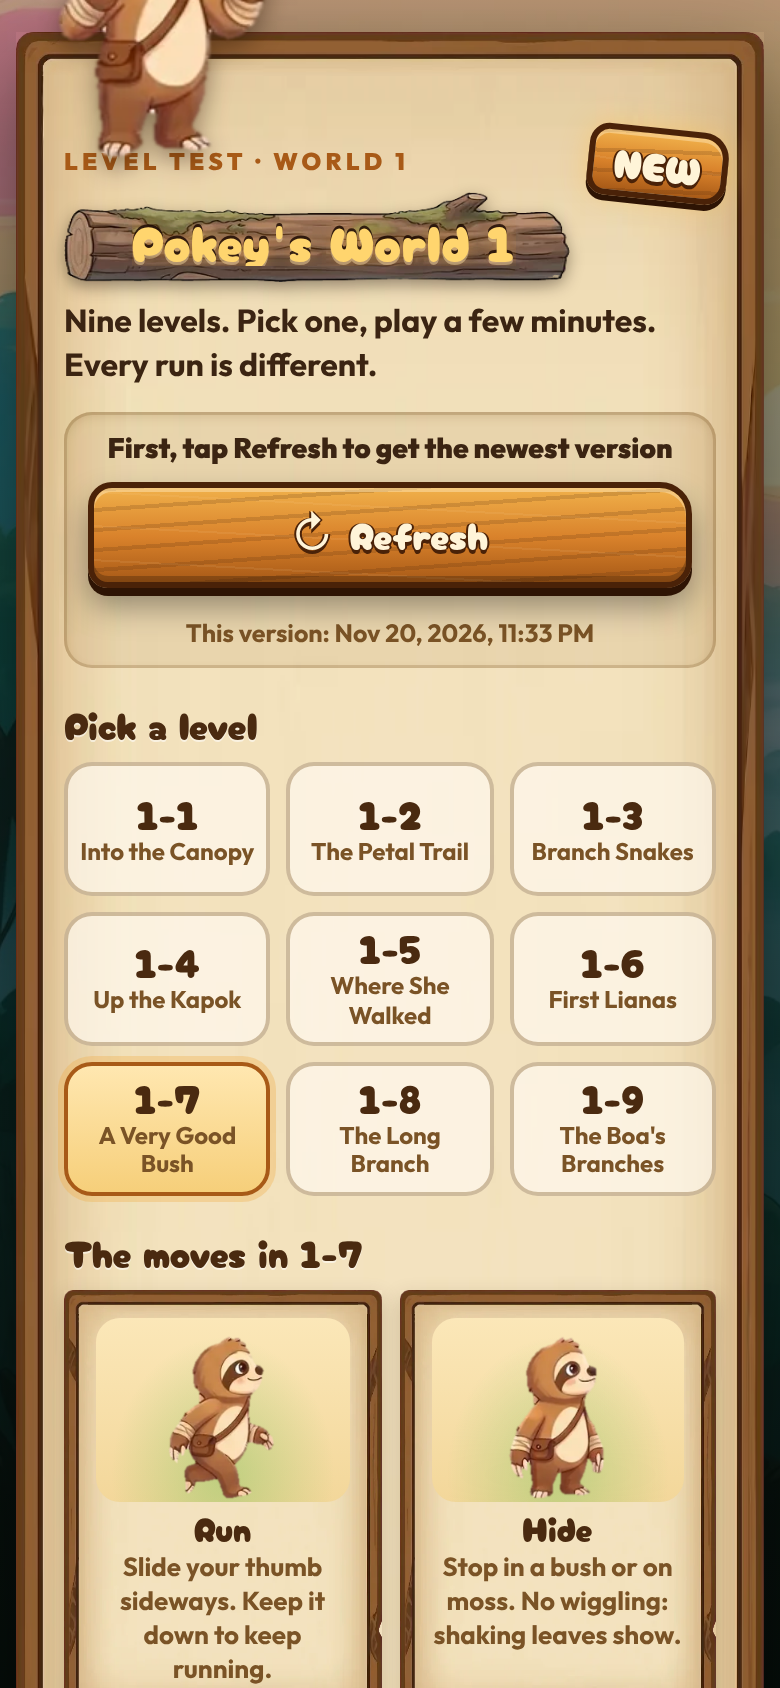 LEVEL TEST · WORLD 1
NEW
Pokey's World 1
Nine levels. Pick one, play a few minutes.
Every run is different.
First, tap Refresh to get the newest version
Refresh
This version: Nov 20, 2026, 11:33 PM
Pick a level
1-1
Into the Canopy
1-2
The Petal Trail
1-3
Branch Snakes
1-4
Up the Kapok
1-5
Where She
Walked
1-6
First Lianas
1-7
A Very Good
Bush
1-8
The Long
Branch
1-9
The Boa's
Branches
The moves in 1-7
Run
Slide your thumb
sideways. Keep it
down to keep
running.
Hide
Stop in a bush or on
moss. No wiggling:
shaking leaves show.